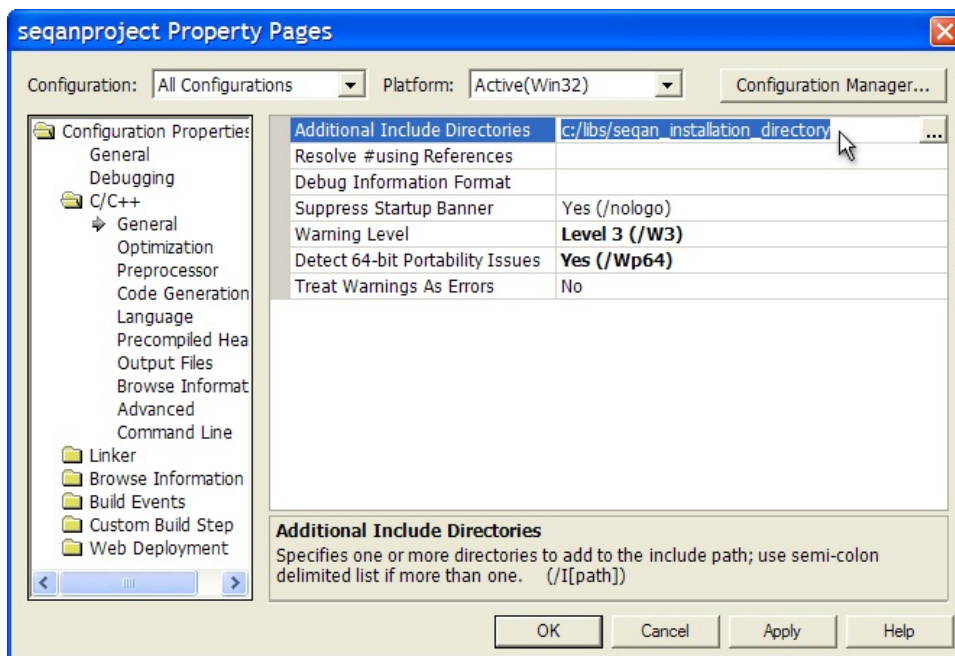 seqanproject Property Pages
Configuration: All Configurations Platform: Active(Win32) Configuration Manager...
Configuration Properties
General
Debugging
C/C++
General
Optimization
Preprocessor
Code Generation
Language
Precompiled Hea
Output Files
Browse Informat
Advanced
Command Line
Linker
Browse Information
Build Events
Custom Build Step
Web Deployment
Additional Include Directories c:/libs/seqan_installation_directory ...
Resolve #using References
Debug Information Format
Suppress Startup Banner Yes (/nologo)
Warning Level Level 3 (/W3)
Detect 64-bit Portability Issues Yes (/Wp64)
Treat Warnings As Errors No
Additional Include Directories
Specifies one or more directories to add to the include path; use semi-colon
delimited list if more than one. (/I[path])
OK Cancel Apply Help